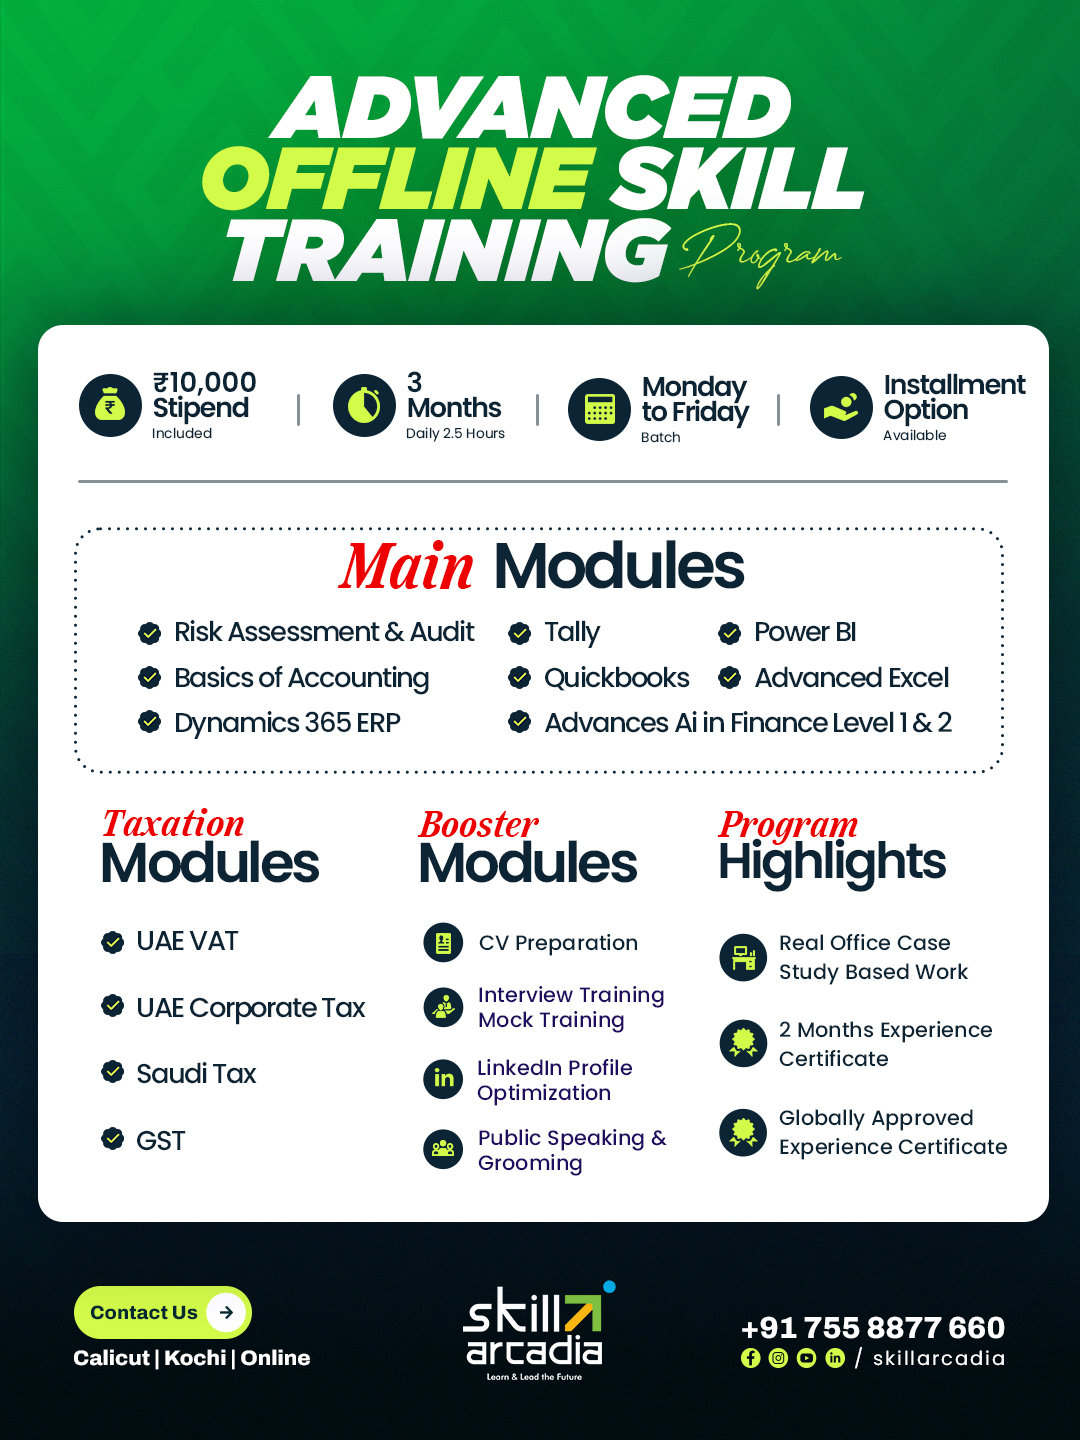 ADVANCED
OFFLINE SKILL
TRAINING Program
₹10,000
Stipend
Included
3
Months
Daily 2.5 Hours
Monday
to Friday
Batch
Installment
Option
Available
Main Modules
Risk Assessment & Audit
Tally
Power BI
Basics of Accounting
Quickbooks
Advanced Excel
Dynamics 365 ERP
Advances Ai in Finance Level 1 & 2
Taxation
Modules
UAE VAT
UAE Corporate Tax
Saudi Tax
GST
Booster
Modules
CV Preparation
Interview Training
Mock Training
LinkedIn Profile
Optimization
Public Speaking &
Grooming
Program
Highlights
Real Office Case
Study Based Work
2 Months Experience
Certificate
Globally Approved
Experience Certificate
Contact Us
Calicut | Kochi | Online
skill
arcadia
Learn & Lead the Future
+91 755 8877 660
/ skillarcadia